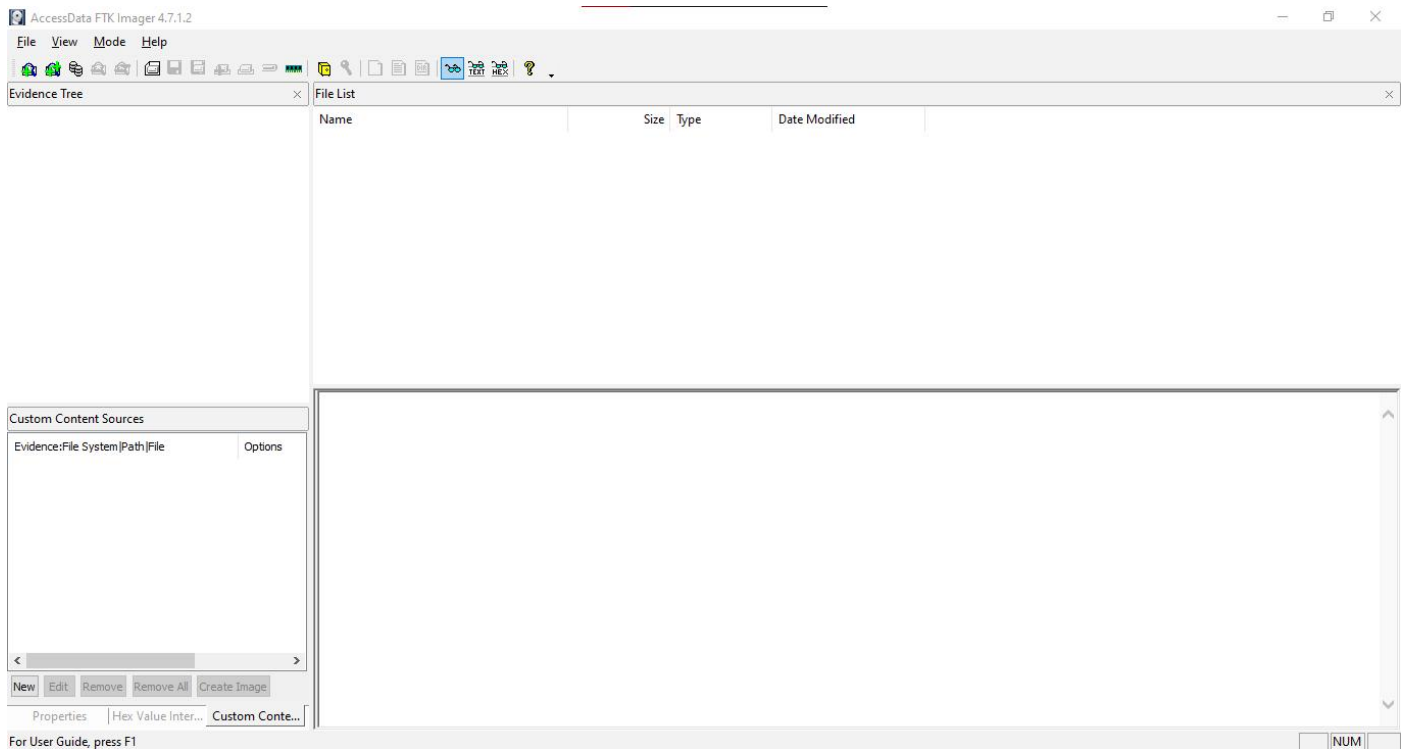 AccessData FTK Imager 4.7.1.2
File View Mode Help
TEXT HEX
Evidence Tree
File List
Name Size Type Date Modified
Custom Content Sources
Evidence:File System|Path|File Options
New Edit Remove Remove All Create Image
Properties Hex Value Inter... Custom Conte...
For User Guide, press F1
NUM